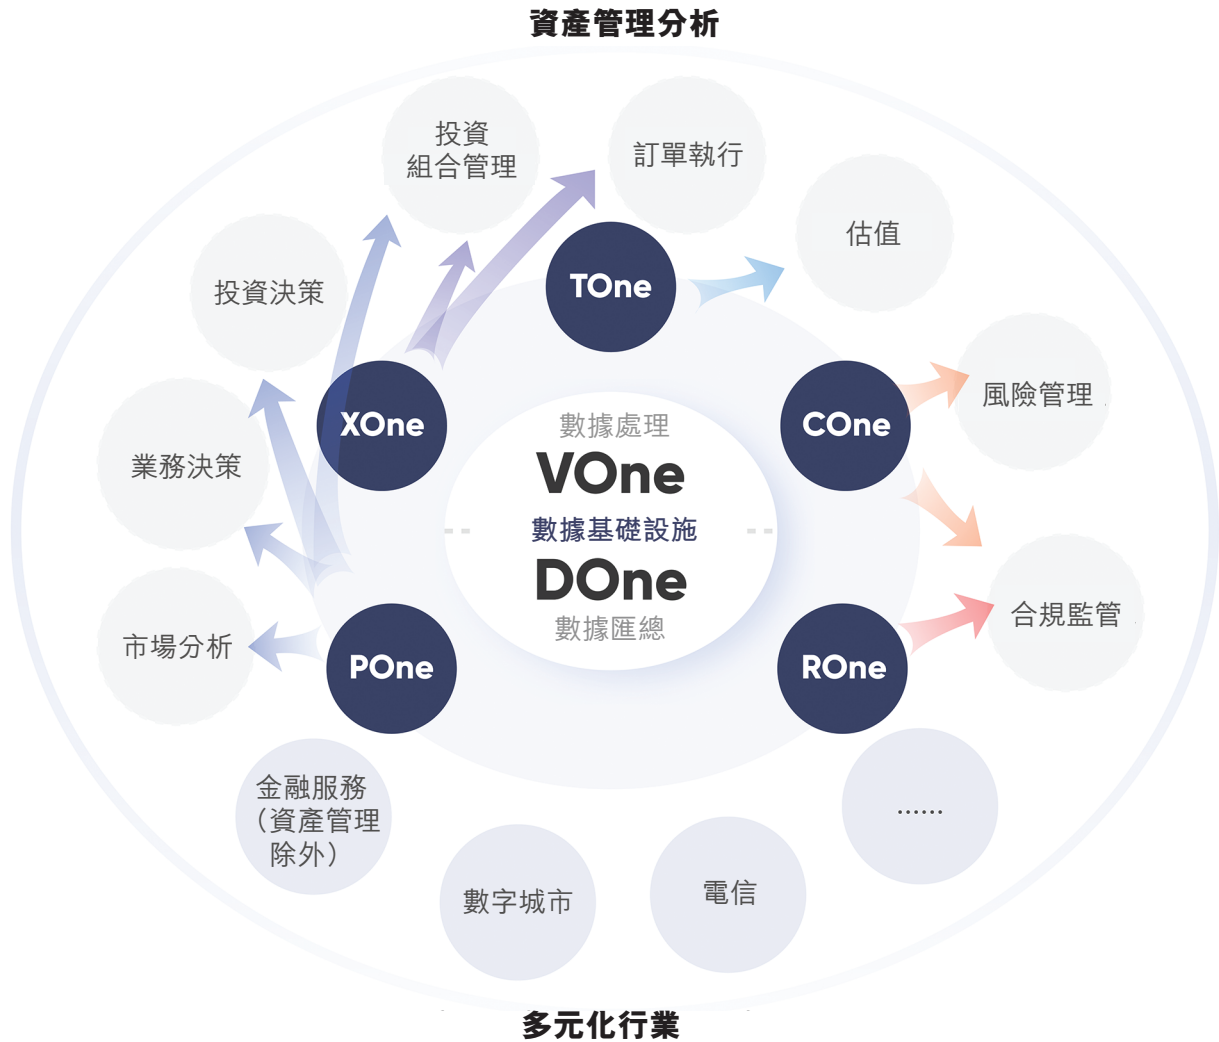 資產管理分析
投資
組合管理
訂單執行
估值
投資決策
TOne
風險管理
XOne
COne
業務決策
數據處理
VOne
數據基礎設施
DOne
數據匯總
市場分析
合規監管
POne
ROne
金融服務
（資產管理
除外）
數字城市
電信
......
多元化行業